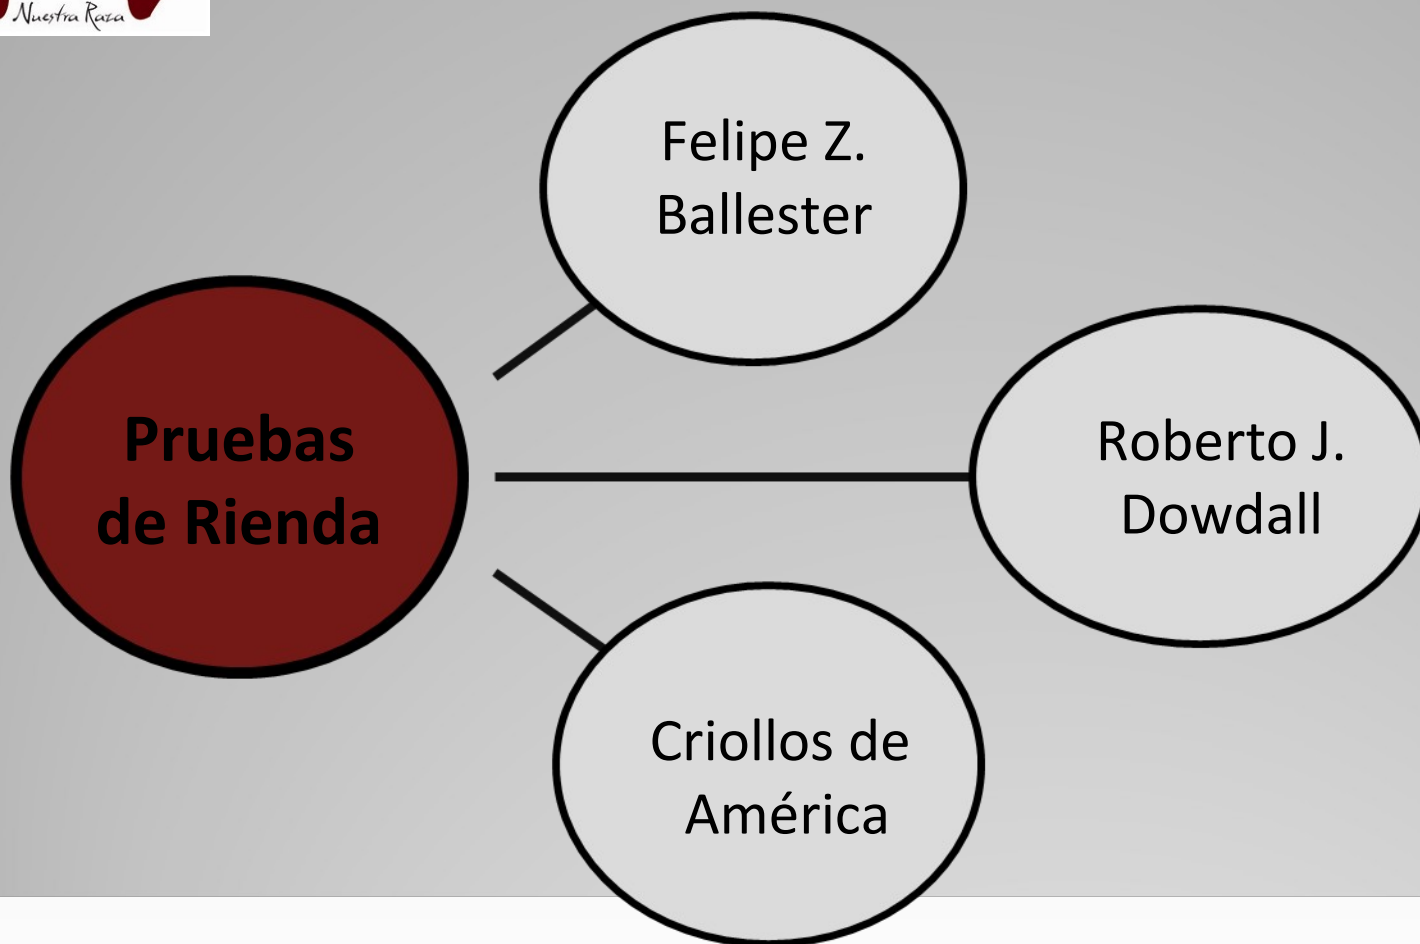 Nuestra Raza
Felipe Z.
Ballester
Pruebas
de Rienda
Roberto J.
Dowdall
Criollos de
América